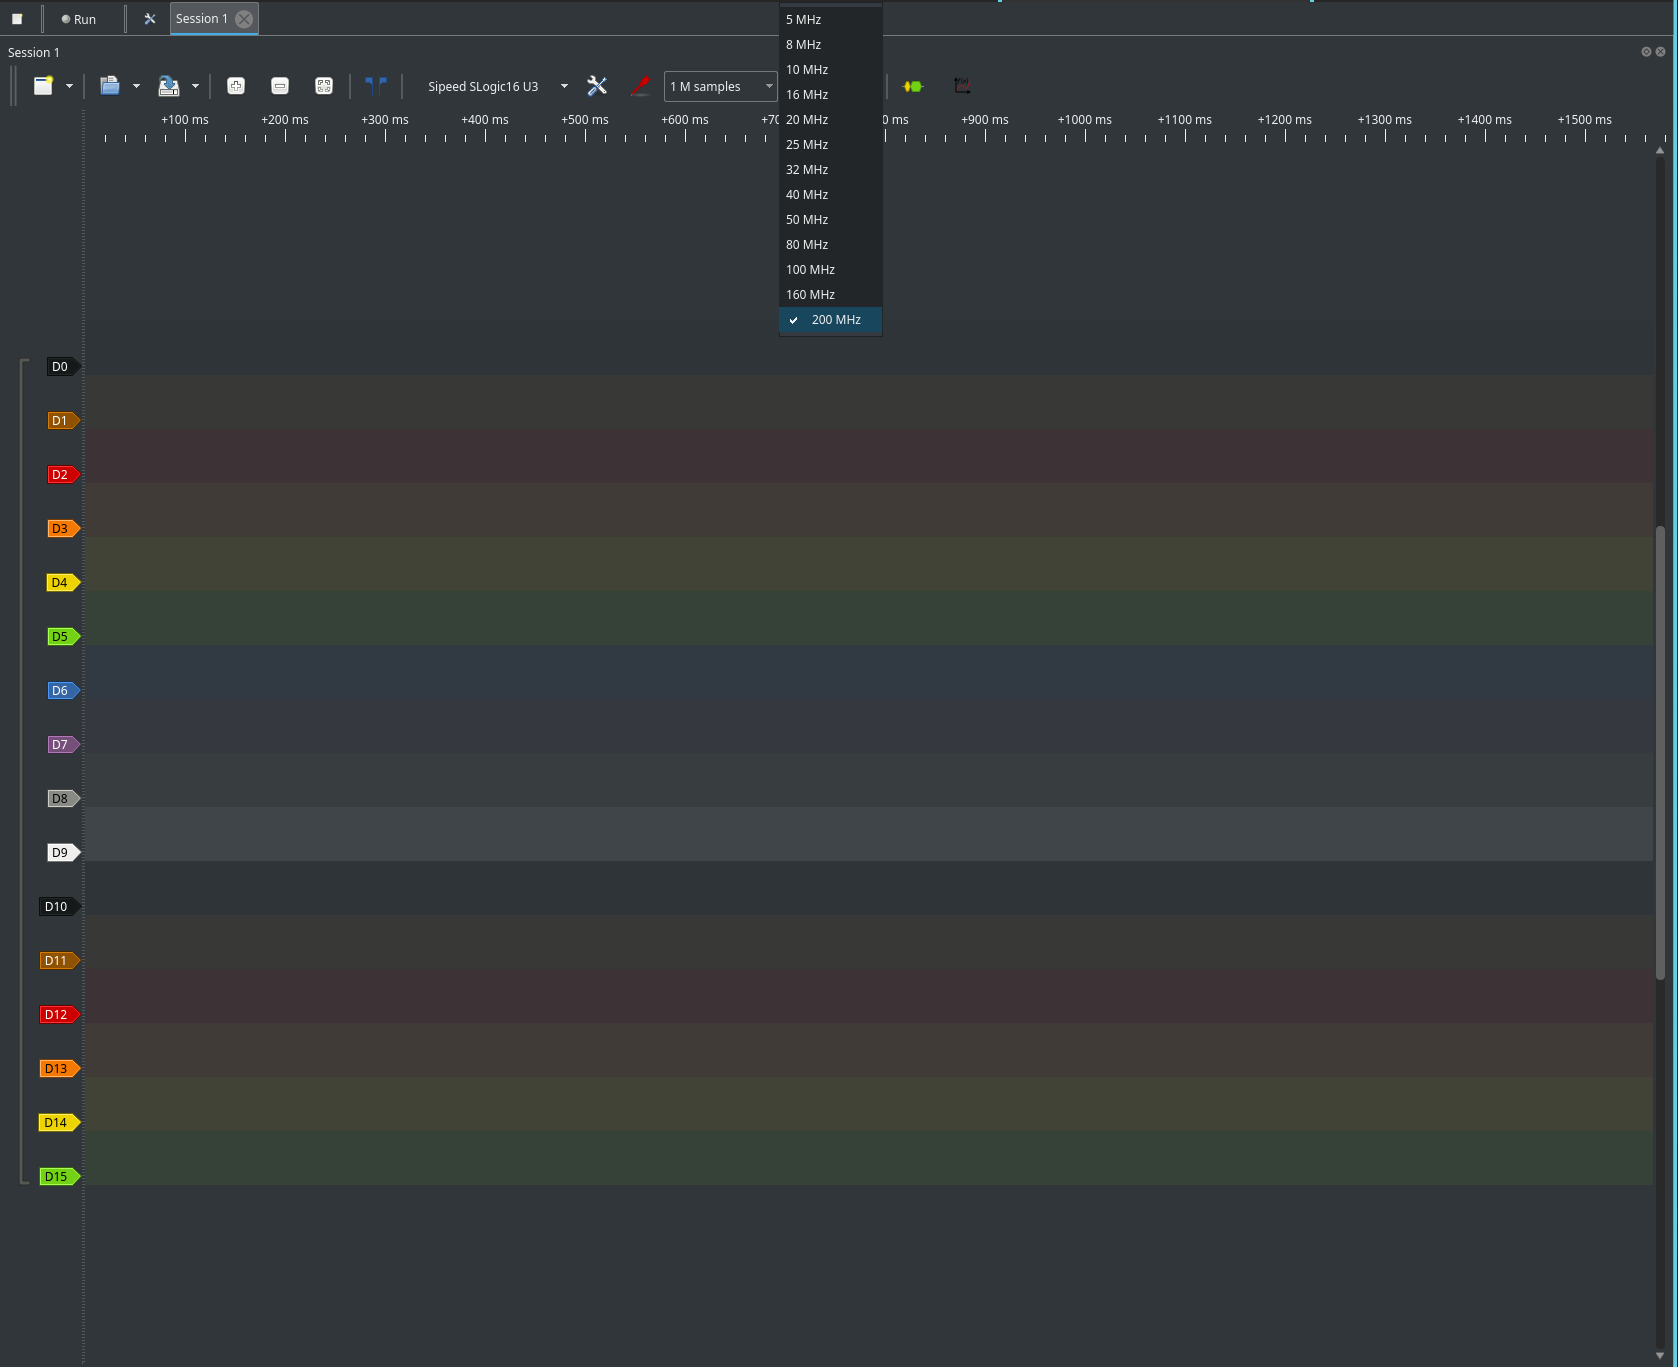 Run
Session 1
Session 1
Sipeed SLogic16 U3
1 M samples
5 MHz
8 MHz
10 MHz
16 MHz
20 MHz
25 MHz
32 MHz
40 MHz
50 MHz
80 MHz
100 MHz
160 MHz
200 MHz
+100 ms +200 ms +300 ms +400 ms +500 ms +600 ms +70 0 ms +900 ms +1000 ms +1100 ms +1200 ms +1300 ms +1400 ms +1500 ms
D0
D1
D2
D3
D4
D5
D6
D7
D8
D9
D10
D11
D12
D13
D14
D15